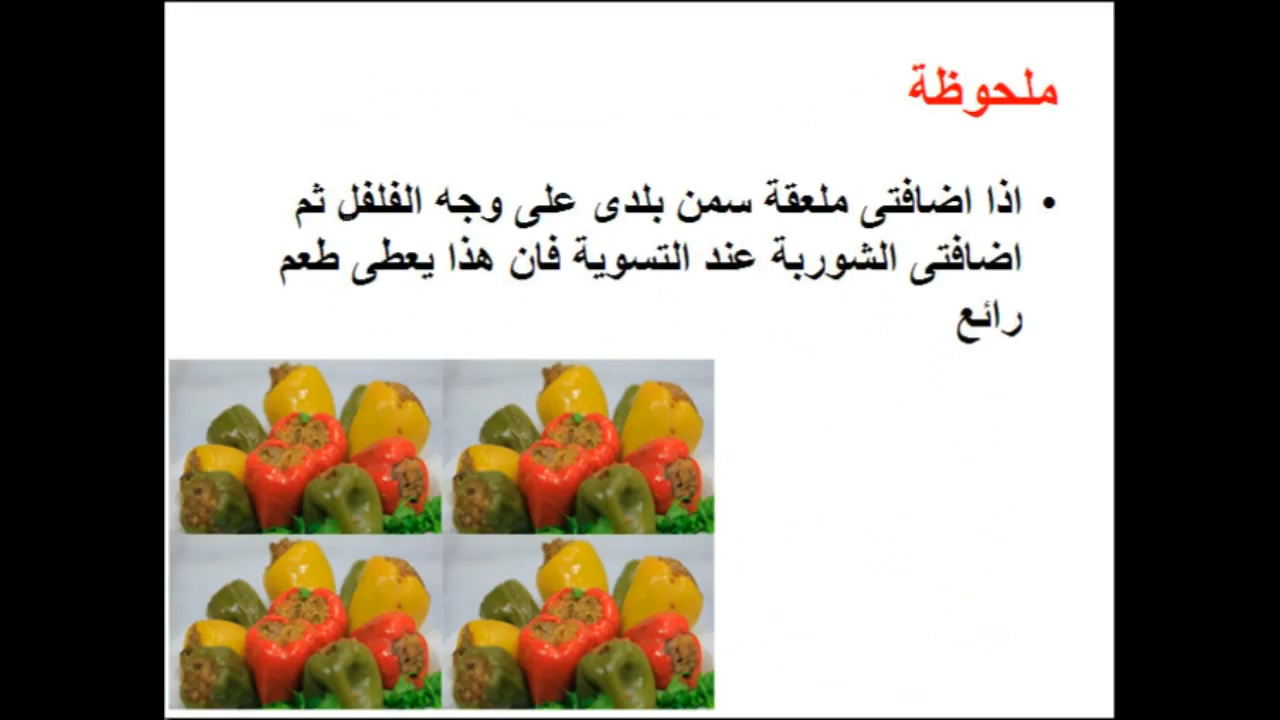 ملحوظة
• اذا اضافتى ملعقة سمن بلدى على وجه الفلفل ثم
اضافتى الشوربة عند التسوية فان هذا يعطى طعم
رائع